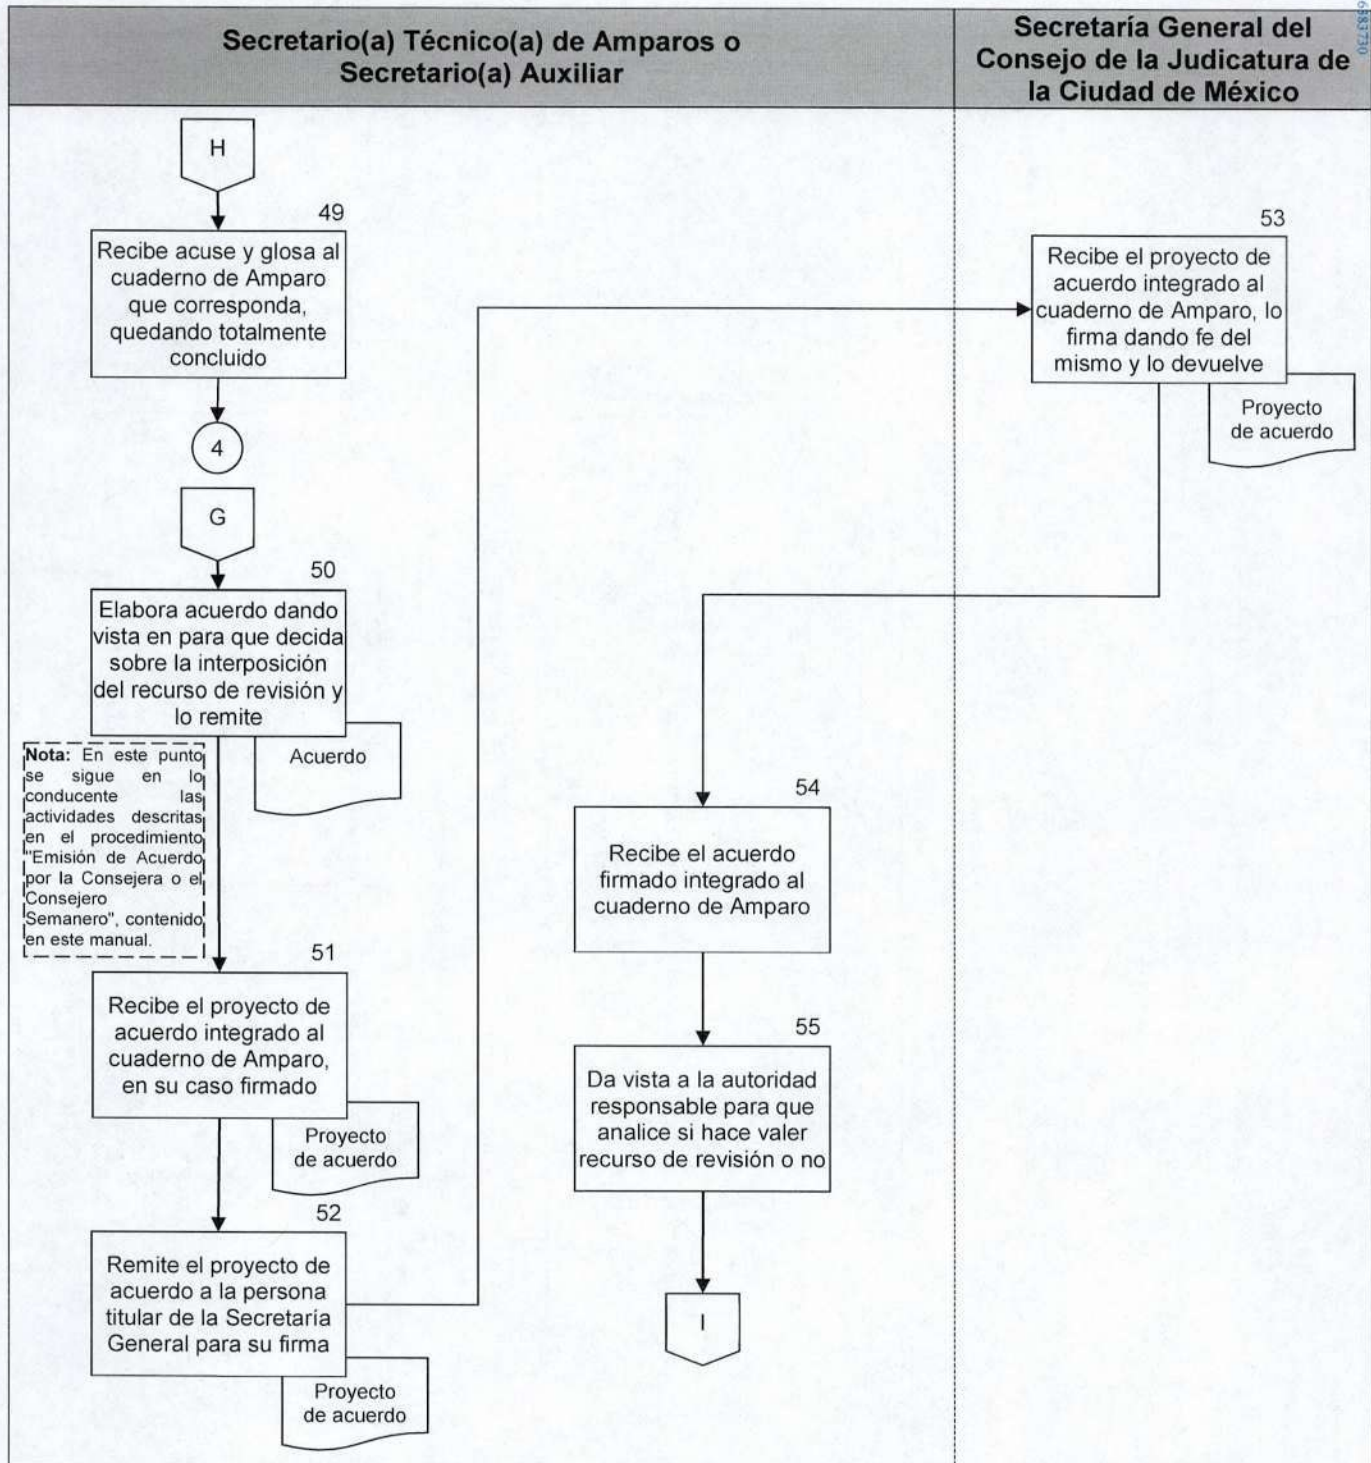 6383730
Secretario(a) Técnico(a) de Amparos o
Secretario(a) Auxiliar
Secretaría General del
Consejo de la Judicatura de
la Ciudad de México
H
49
Recibe acuse y glosa al
cuaderno de Amparo
que corresponda,
quedando totalmente
concluido
4
G
50
Elabora acuerdo dando
vista en para que decida
sobre la interposición
del recurso de revisión y
lo remite
Acuerdo
Nota: En este punto
se sigue en lo
conducente las
actividades descritas
en el procedimiento
"Emisión de Acuerdo
por la Consejera o el
Consejero
Semanero", contenido
en este manual.
51
Recibe el proyecto de
acuerdo integrado al
cuaderno de Amparo,
en su caso firmado
Proyecto
de acuerdo
52
Remite el proyecto de
acuerdo a la persona
titular de la Secretaría
General para su firma
Proyecto
de acuerdo
53
Recibe el proyecto de
acuerdo integrado al
cuaderno de Amparo, lo
firma dando fe del
mismo y lo devuelve
Proyecto
de acuerdo
54
Recibe el acuerdo
firmado integrado al
cuaderno de Amparo
55
Da vista a la autoridad
responsable para que
analice si hace valer
recurso de revisión o no
I